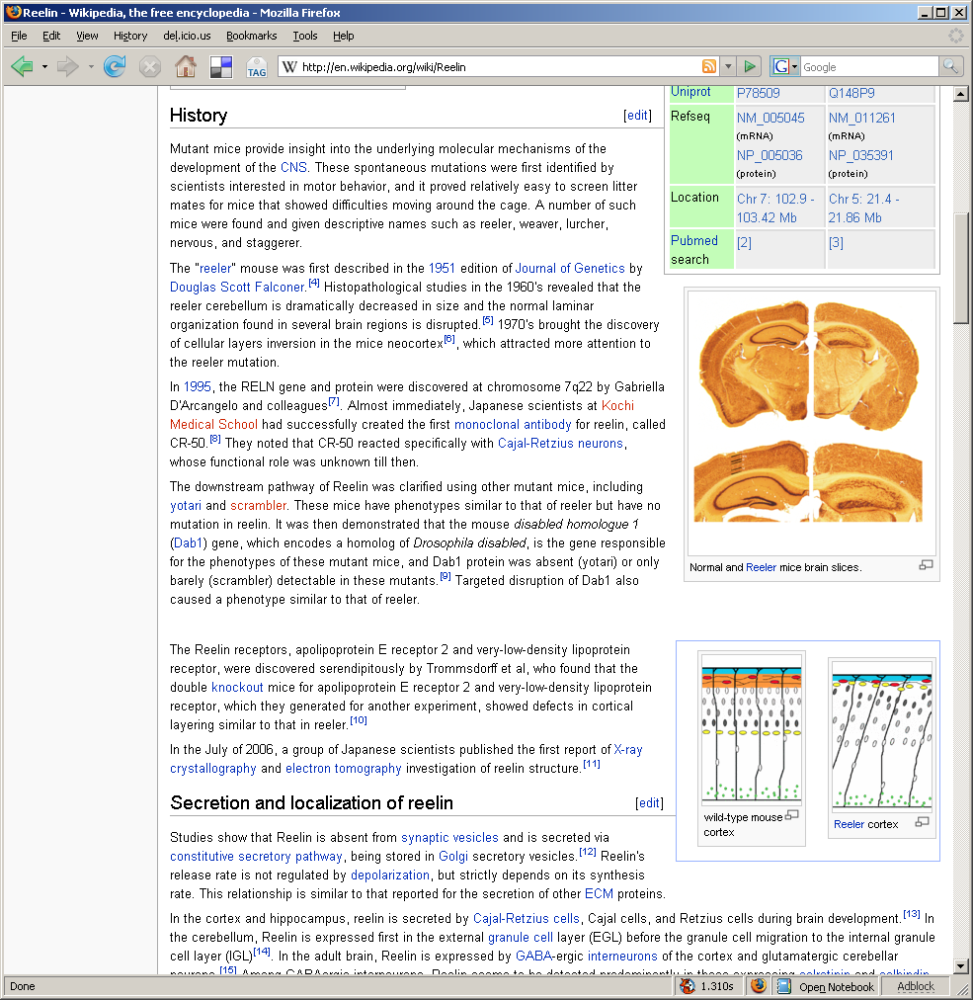 Reelin - Wikipedia, the free encyclopedia - Mozilla Firefox
File Edit View History del.icio.us Bookmarks Tools Help
TAG W http://en.wikipedia.org/wiki/Reelin G Google
History [edit]
Mutant mice provide insight into the underlying molecular mechanisms of the
development of the CNS. These spontaneous mutations were first identified by
scientists interested in motor behavior, and it proved relatively easy to screen litter
mates for mice that showed difficulties moving around the cage. A number of such
mice were found and given descriptive names such as reeler, weaver, lurcher,
nervous, and staggerer.
The "reeler" mouse was first described in the 1951 edition of Journal of Genetics by
Douglas Scott Falconer.[4] Histopathological studies in the 1960's revealed that the
reeler cerebellum is dramatically decreased in size and the normal laminar
organization found in several brain regions is disrupted.[5] 1970's brought the discovery
of cellular layers inversion in the mice neocortex[6], which attracted more attention to
the reeler mutation.
In 1995, the RELN gene and protein were discovered at chromosome 7q22 by Gabriella
D'Arcangelo and colleagues[7]. Almost immediately, Japanese scientists at Kochi
Medical School had successfully created the first monoclonal antibody for reelin, called
CR-50.[8] They noted that CR-50 reacted specifically with Cajal-Retzius neurons,
whose functional role was unknown till then.
The downstream pathway of Reelin was clarified using other mutant mice, including
yotari and scrambler. These mice have phenotypes similar to that of reeler but have no
mutation in reelin. It was then demonstrated that the mouse disabled homologue 1
(Dab1) gene, which encodes a homolog of Drosophila disabled, is the gene responsible
for the phenotypes of these mutant mice, and Dab1 protein was absent (yotari) or only
barely (scrambler) detectable in these mutants.[9] Targeted disruption of Dab1 also
caused a phenotype similar to that of reeler.
Uniprot P78509 Q148P9
Refseq NM_005045 NM_011261
(mRNA) (mRNA)
NP_005036 NP_035391
(protein) (protein)
Location Chr 7: 102.9 - Chr 5: 21.4 -
103.42 Mb 21.86 Mb
Pubmed [2] [3]
search
Normal and Reeler mice brain slices.
The Reelin receptors, apolipoprotein E receptor 2 and very-low-density lipoprotein
receptor, were discovered serendipitously by Trommsdorff et al, who found that the
double knockout mice for apolipoprotein E receptor 2 and very-low-density lipoprotein
receptor, which they generated for another experiment, showed defects in cortical
layering similar to that in reeler.[10]
In the July of 2006, a group of Japanese scientists published the first report of X-ray
crystallography and electron tomography investigation of reelin structure.[11]
wild-type mouse
cortex
Reeler cortex
Secretion and localization of reelin [edit]
Studies show that Reelin is absent from synaptic vesicles and is secreted via
constitutive secretory pathway, being stored in Golgi secretory vesicles.[12] Reelin's
release rate is not regulated by depolarization, but strictly depends on its synthesis
rate. This relationship is similar to that reported for the secretion of other ECM proteins.
In the cortex and hippocampus, reelin is secreted by Cajal-Retzius cells, Cajal cells, and Retzius cells during brain development.[13] In
the cerebellum, Reelin is expressed first in the external granule cell layer (EGL) before the granule cell migration to the internal granule
cell layer (IGL)[14]. In the adult brain, Reelin is expressed by GABA-ergic interneurons of the cortex and glutamatergic cerebellar
neurons.[15] Among GABAergic interneurons, Reelin seems to be detected predominantly in those expressing calretinin and calbindin,
Done 1.310s Open Notebook Adblock